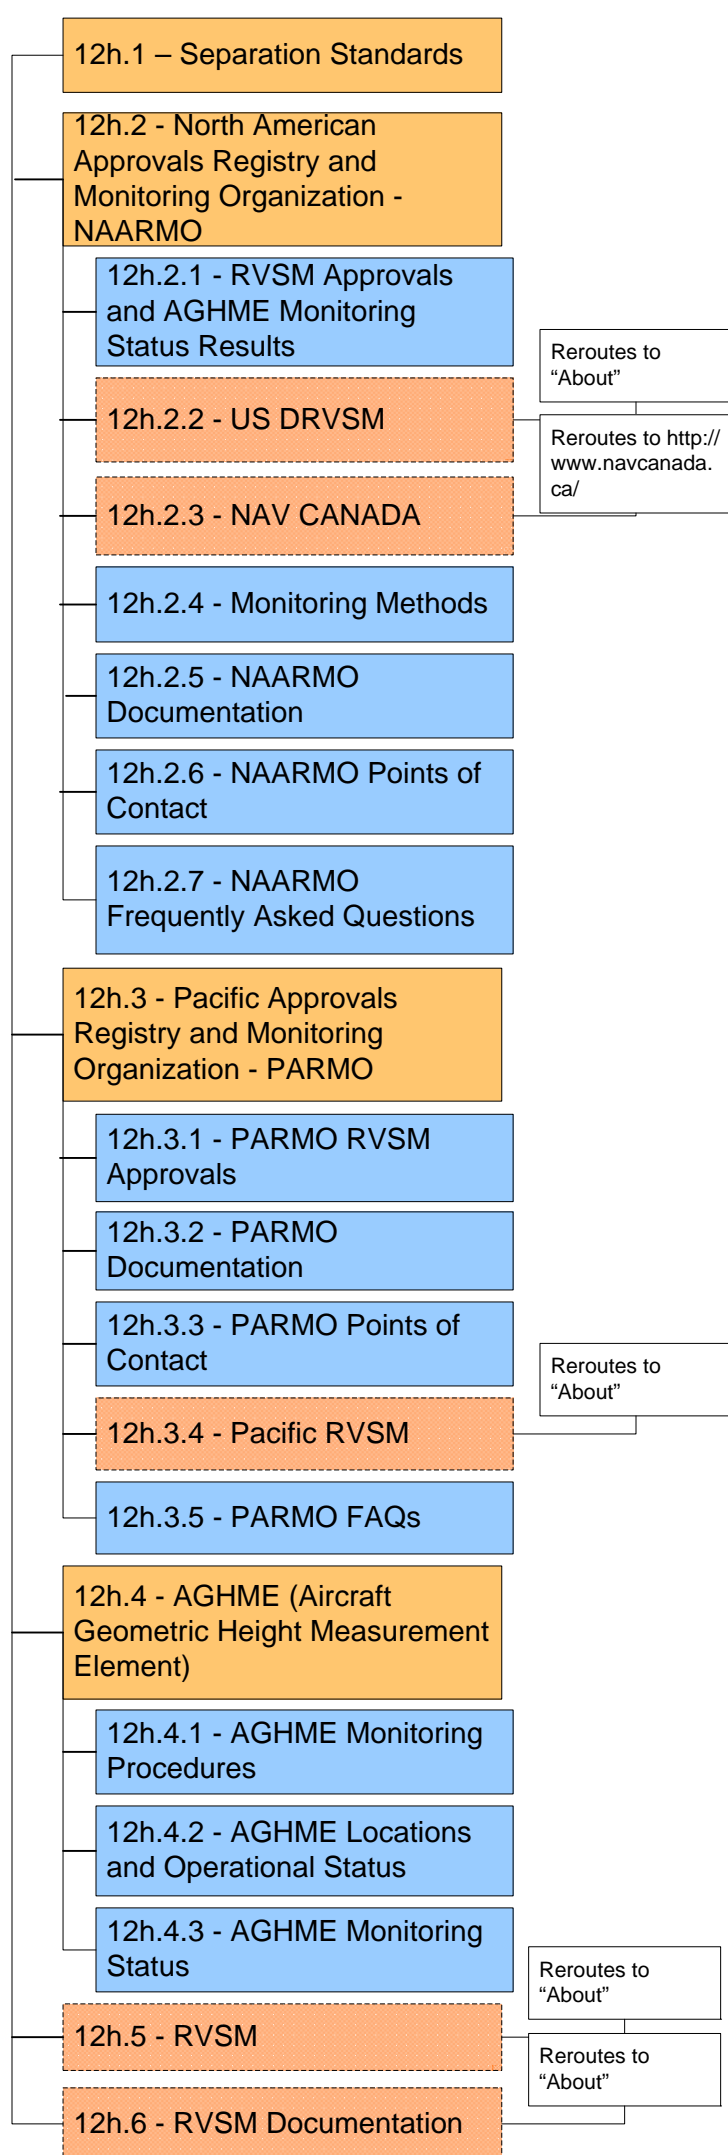 12h.1 – Separation Standards
12h.2 - North American
Approvals Registry and
Monitoring Organization -
NAARMO
12h.2.1 - RVSM Approvals
and AGHME Monitoring
Status Results
Reroutes to
“About”
12h.2.2 - US DRVSM
Reroutes to http://
www.navcanada.
ca/
12h.2.3 - NAV CANADA
12h.2.4 - Monitoring Methods
12h.2.5 - NAARMO
Documentation
12h.2.6 - NAARMO Points of
Contact
12h.2.7 - NAARMO
Frequently Asked Questions
12h.3 - Pacific Approvals
Registry and Monitoring
Organization - PARMO
12h.3.1 - PARMO RVSM
Approvals
12h.3.2 - PARMO
Documentation
12h.3.3 - PARMO Points of
Contact
Reroutes to
“About”
12h.3.4 - Pacific RVSM
12h.3.5 - PARMO FAQs
12h.4 - AGHME (Aircraft
Geometric Height Measurement
Element)
12h.4.1 - AGHME Monitoring
Procedures
12h.4.2 - AGHME Locations
and Operational Status
12h.4.3 - AGHME Monitoring
Status
Reroutes to
“About”
12h.5 - RVSM
Reroutes to
“About”
12h.6 - RVSM Documentation